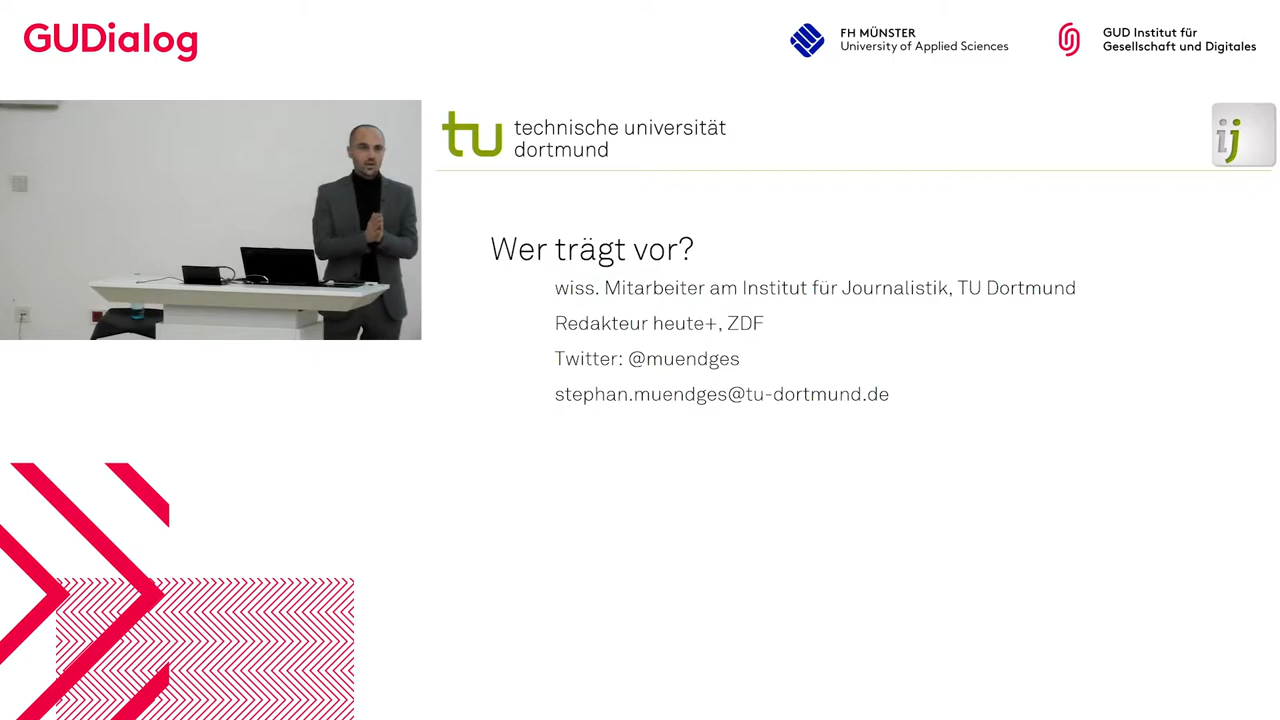 GUDialog
FH MÜNSTER
University of Applied Sciences
GUD Institut für
Gesellschaft und Digitales
technische universität
dortmund
tu
ij
Wer trägt vor?
wiss. Mitarbeiter am Institut für Journalistik, TU Dortmund
Redakteur heute+, ZDF
Twitter: @muendges
stephan.muendges@tu-dortmund.de